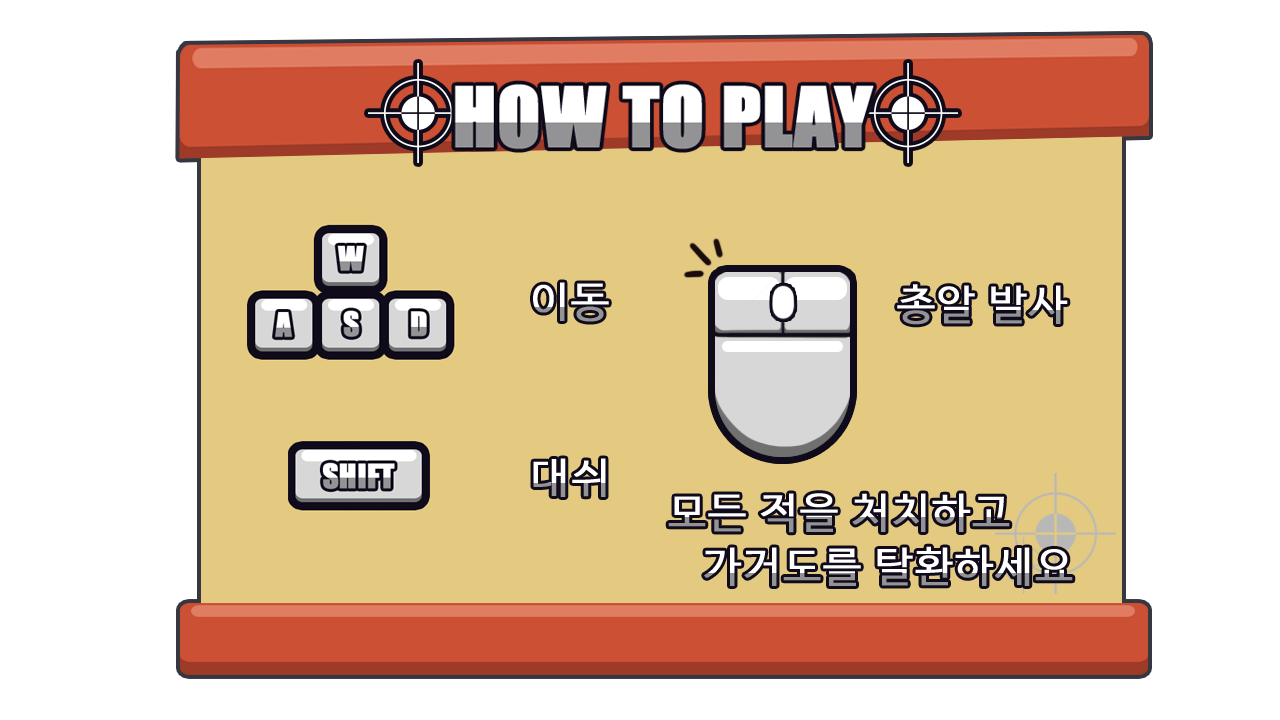 HOW TO PLAY
W
A S D
이동
총알 발사
SHIFT
대쉬
모든 적을 처치하고
가거도를 탈환하세요